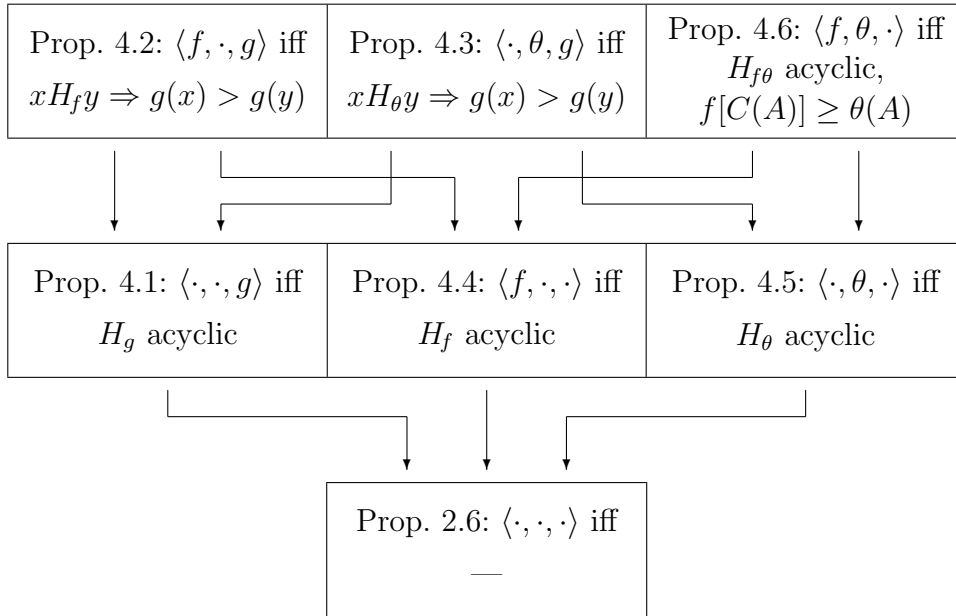 Prop. 4.2: ⟨f, ·, g⟩ iff
xH_f y ⇒ g(x) > g(y)
Prop. 4.3: ⟨·, θ, g⟩ iff
xH_θ y ⇒ g(x) > g(y)
Prop. 4.6: ⟨f, θ, ·⟩ iff
H_{fθ} acyclic,
f[C(A)] ≥ θ(A)
Prop. 4.1: ⟨·, ·, g⟩ iff
H_g acyclic
Prop. 4.4: ⟨f, ·, ·⟩ iff
H_f acyclic
Prop. 4.5: ⟨·, θ, ·⟩ iff
H_θ acyclic
Prop. 2.6: ⟨·, ·, ·⟩ iff
—